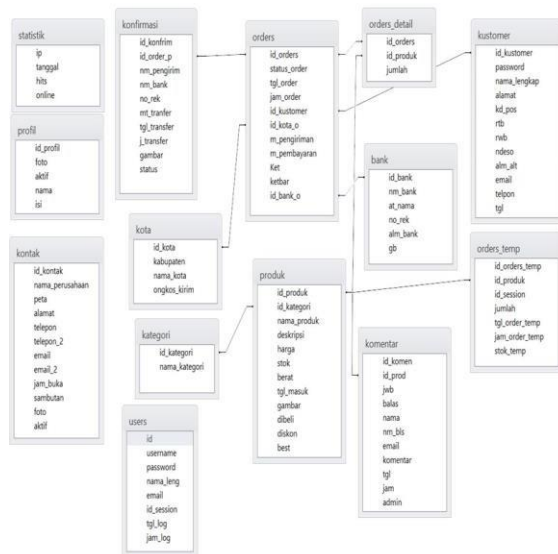 statistik
ip
tanggal
hits
online
profil
id_profil
foto
aktif
nama
isi
kontak
id_kontak
nama_perusahaan
peta
alamat
telepon
telepon_2
email
email_2
jam_buka
sambutan
foto
aktif
konfirmasi
id_konfrim
id_order_p
nm_pengirim
nm_bank
no_rek
mt_tranfer
tgl_transfer
j_transfer
gambar
status
kota
id_kota
kabupaten
nama_kota
ongkos_kirim
kategori
id_kategori
nama_kategori
users
id
username
password
nama_leng
email
id_session
tgl_log
jam_log
orders
id_orders
status_order
tgl_order
jam_order
id_kustomer
id_kota_o
m_pengiriman
m_pembayaran
Ket
ketbar
id_bank_o
produk
id_produk
id_kategori
nama_produk
deskripsi
harga
stok
berat
tgl_masuk
gambar
dibeli
diskon
best
orders_detail
id_orders
id_produk
jumlah
bank
id_bank
nm_bank
at_nama
no_rek
alm_bank
gb
komentar
id_komen
id_prod
jwb
balas
nama
nm_bls
email
komentar
tgl
jam
admin
kustomer
id_kustomer
password
nama_lengkap
alamat
kd_pos
rtb
rwb
ndeso
alm_alt
email
telpon
tgl
orders_temp
id_orders_temp
id_produk
id_session
jumlah
tgl_order_temp
jam_order_temp
stok_temp